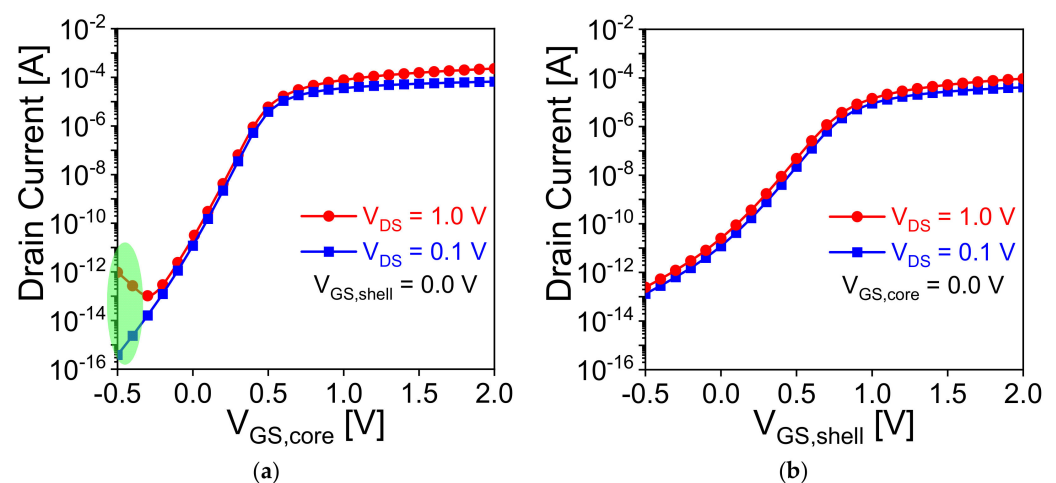 10⁻² 10⁻⁴ 10⁻⁶ 10⁻⁸ 10⁻¹⁰ 10⁻¹² 10⁻¹⁴ 10⁻¹⁶
Drain Current [A]
V_DS = 1.0 V
V_DS = 0.1 V
V_GS,shell = 0.0 V
-0.5 0.0 0.5 1.0 1.5 2.0
V_GS,core [V]
(a)
10⁻² 10⁻⁴ 10⁻⁶ 10⁻⁸ 10⁻¹⁰ 10⁻¹² 10⁻¹⁴ 10⁻¹⁶
Drain Current [A]
V_DS = 1.0 V
V_DS = 0.1 V
V_GS,core = 0.0 V
-0.5 0.0 0.5 1.0 1.5 2.0
V_GS,shell [V]
(b)